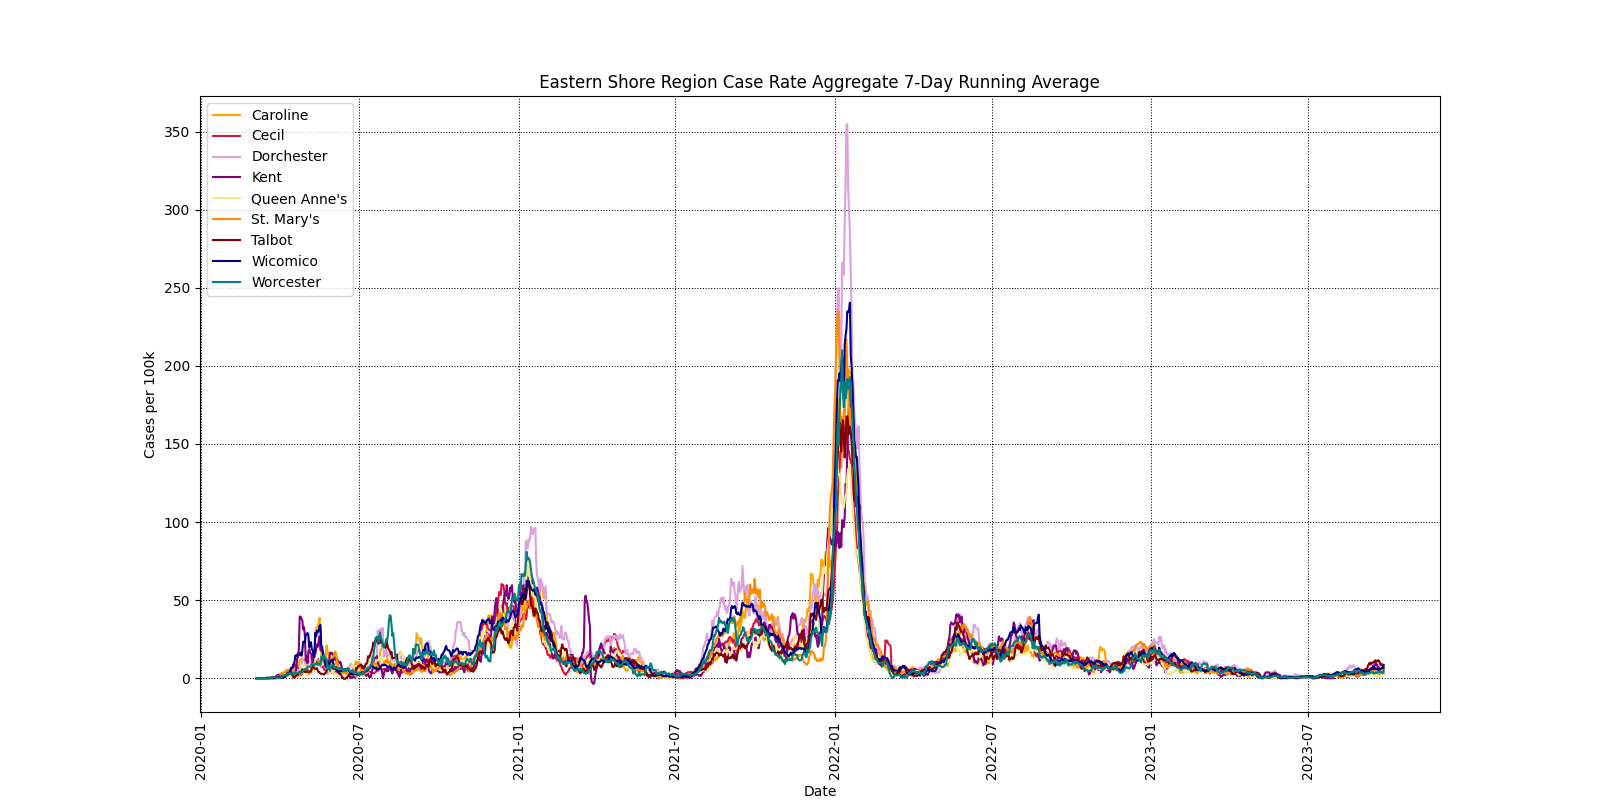 Eastern Shore Region Case Rate Aggregate 7-Day Running Average
Caroline
Cecil
Dorchester
Kent
Queen Anne's
St. Mary's
Talbot
Wicomico
Worcester
350
300
250
200
150
100
50
0
Cases per 100k
2020-01
2020-07
2021-01
2021-07
2022-01
2022-07
2023-01
2023-07
Date